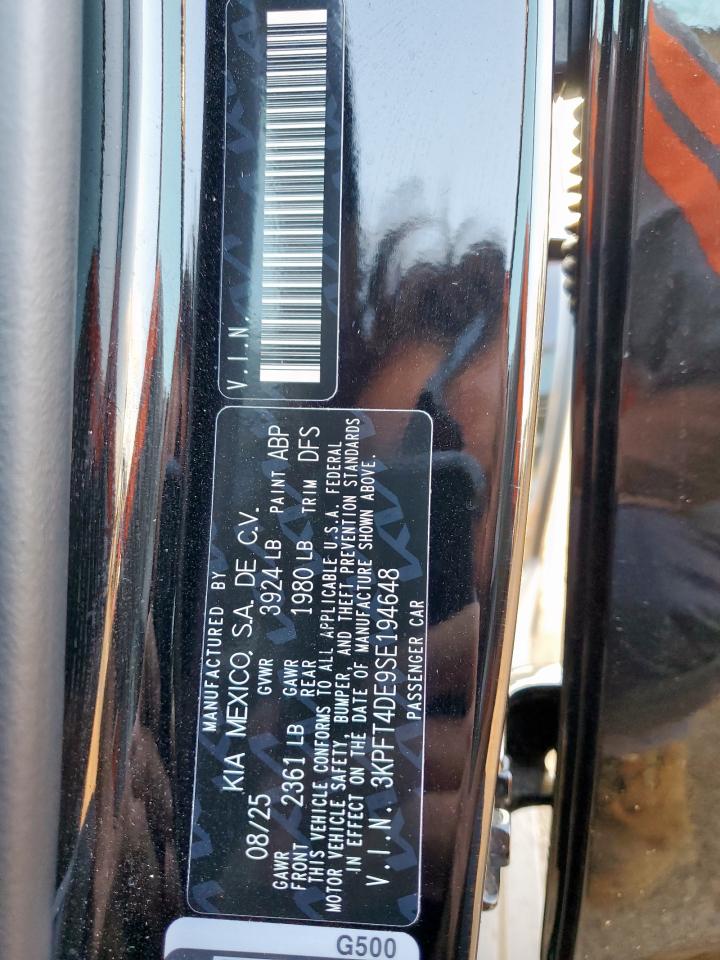 MANUFACTURED BY
KIA MEXICO, S.A. DE C.V.
08/25 GVWR 3924 LB PAINT ABP
GAWR FRONT 2361 LB GAWR REAR 1980 LB TRIM DFS
THIS VEHICLE CONFORMS TO ALL APPLICABLE U.S.A. FEDERAL
MOTOR VEHICLE SAFETY, BUMPER, AND THEFT PREVENTION STANDARDS
IN EFFECT ON THE DATE OF MANUFACTURE SHOWN ABOVE.
V.I.N. 3KPFT4DE9SE194648
PASSENGER CAR
V.I.N.
G500